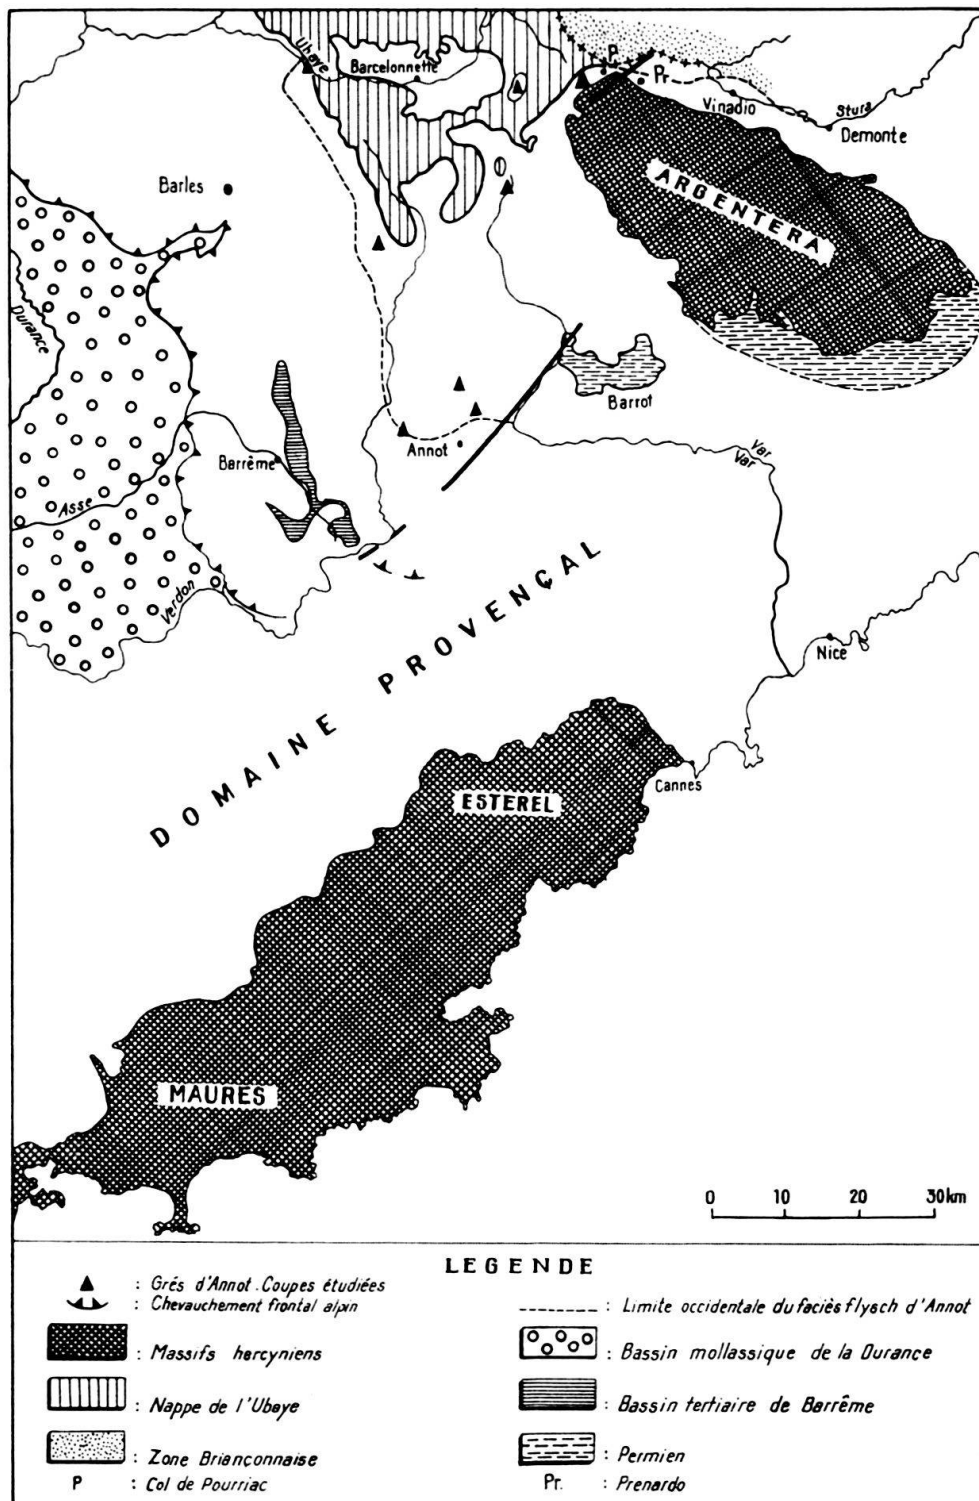 Ubaye
Barcelonnette
P
Pr
Vinadio
Stura
Demonte
Barles
ARGENTERA
Durance
Barrot
Annot
Barrême
Var
Var
Asse
Verdon
Nice
DOMAINE PROVENÇAL
Cannes
ESTEREL
MAURES
0 10 20 30 km
LEGENDE
: Grés d'Annot. Coupes étudiées
: Chevauchement frontal alpin
: Massifs hercyniens
: Nappe de l'Ubaye
: Zone Briançonnaise
P : Col de Pourriac
: Limite occidentale du faciès flysch d'Annot
: Bassin mollassique de la Durance
: Bassin tertiaire de Barrême
: Permien
Pr. : Prenardo